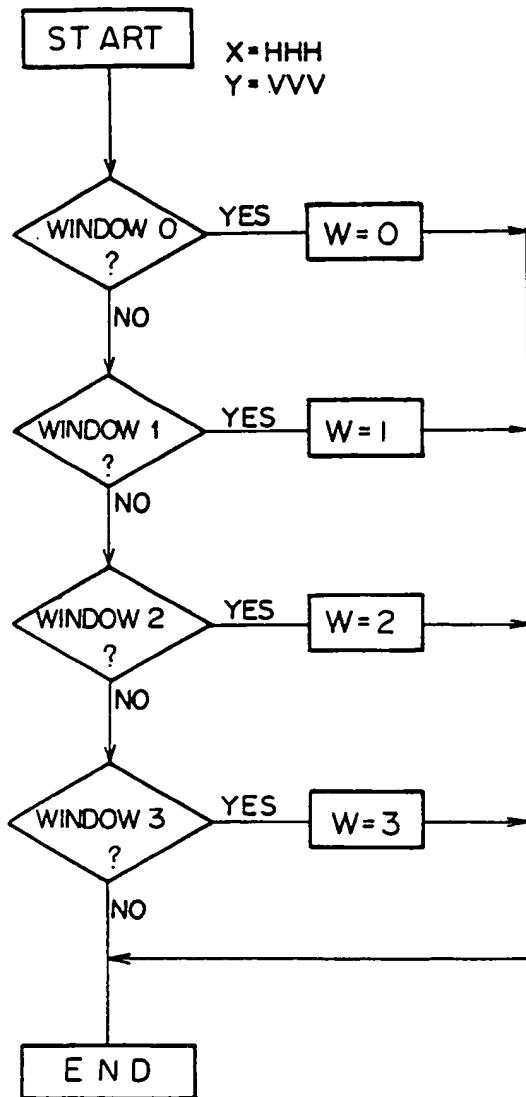 START
X=HHH
Y=VVV
WINDOW 0
?
YES
W=0
NO
WINDOW 1
?
YES
W=1
NO
WINDOW 2
?
YES
W=2
NO
WINDOW 3
?
YES
W=3
NO
END